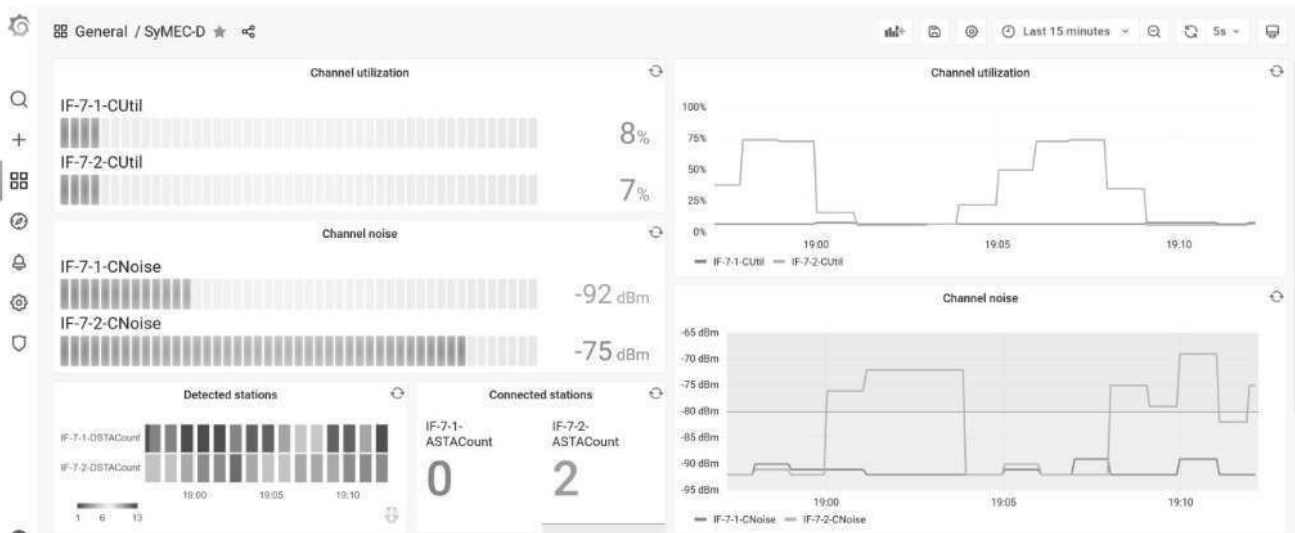 General / SyMEC-D
Last 15 minutes
5s
Channel utilization
IF-7-1-CUtil
8%
IF-7-2-CUtil
7%
Channel noise
IF-7-1-CNoise
-92 dBm
IF-7-2-CNoise
-75 dBm
Detected stations
IF-7-1-DSTACount
IF-7-2-DSTACount
19:00 19:05 19:10
1 6 13
Connected stations
IF-7-1-
ASTACount
0
IF-7-2-
ASTACount
2
Channel utilization
100%
75%
50%
25%
0%
19:00 19:05 19:10
IF-7-1-CUtil IF-7-2-CUtil
Channel noise
-65 dBm
-70 dBm
-75 dBm
-80 dBm
-85 dBm
-90 dBm
-95 dBm
19:00 19:05 19:10
IF-7-1-CNoise IF-7-2-CNoise